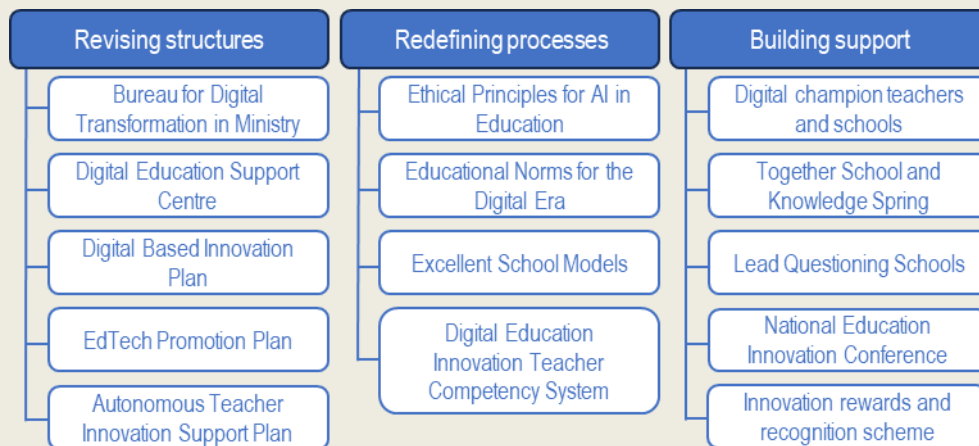 Revising structures
Bureau for Digital
Transformation in Ministry
Digital Education Support
Centre
Digital Based Innovation
Plan
EdTech Promotion Plan
Autonomous Teacher
Innovation Support Plan
Redefining processes
Ethical Principles for AI in
Education
Educational Norms for the
Digital Era
Excellent School Models
Digital Education
Innovation Teacher
Competency System
Building support
Digital champion teachers
and schools
Together School and
Knowledge Spring
Lead Questioning Schools
National Education
Innovation Conference
Innovation rewards and
recognition scheme